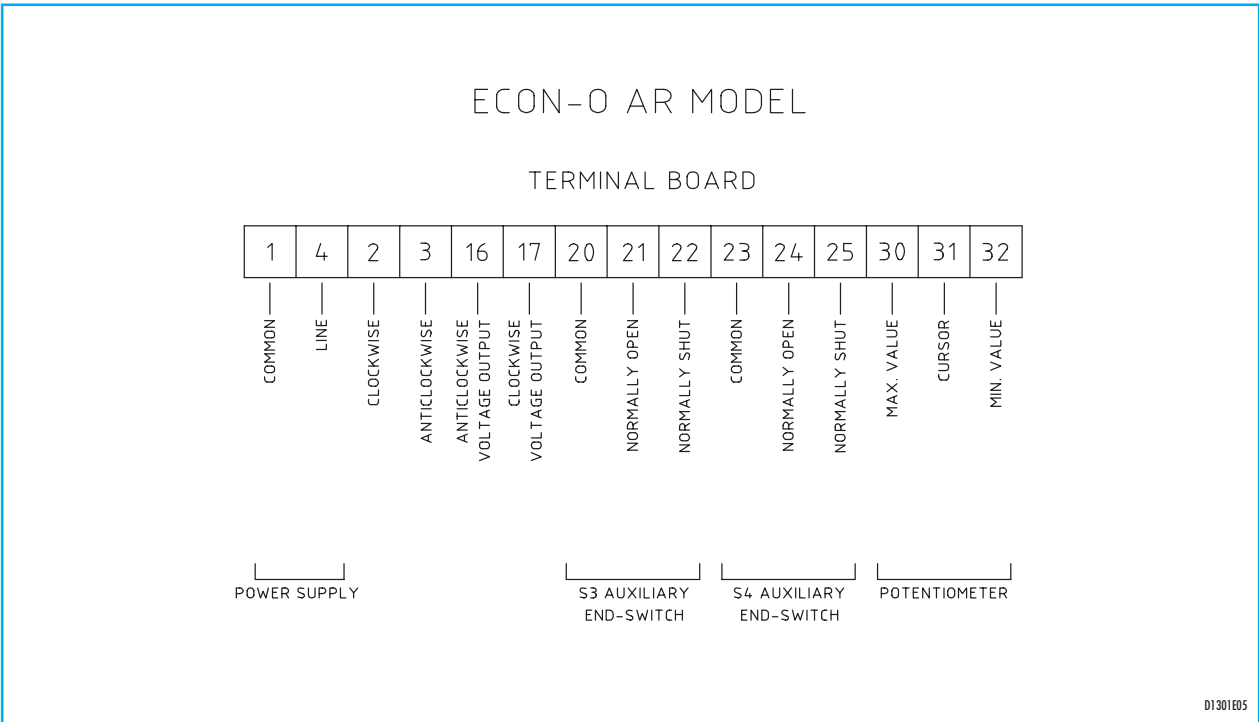 ECON-O AR MODEL
TERMINAL BOARD
1 4 2 3 16 17 20 21 22 23 24 25 30 31 32
COMMON
LINE
CLOCKWISE
ANTICLOCKWISE
ANTICLOCKWISE
VOLTAGE OUTPUT
CLOCKWISE
VOLTAGE OUTPUT
COMMON
NORMALLY OPEN
NORMALLY SHUT
COMMON
NORMALLY OPEN
NORMALLY SHUT
MAX. VALUE
CURSOR
MIN. VALUE
POWER SUPPLY
S3 AUXILIARY
END-SWITCH
S4 AUXILIARY
END-SWITCH
POTENTIOMETER
D1301E05